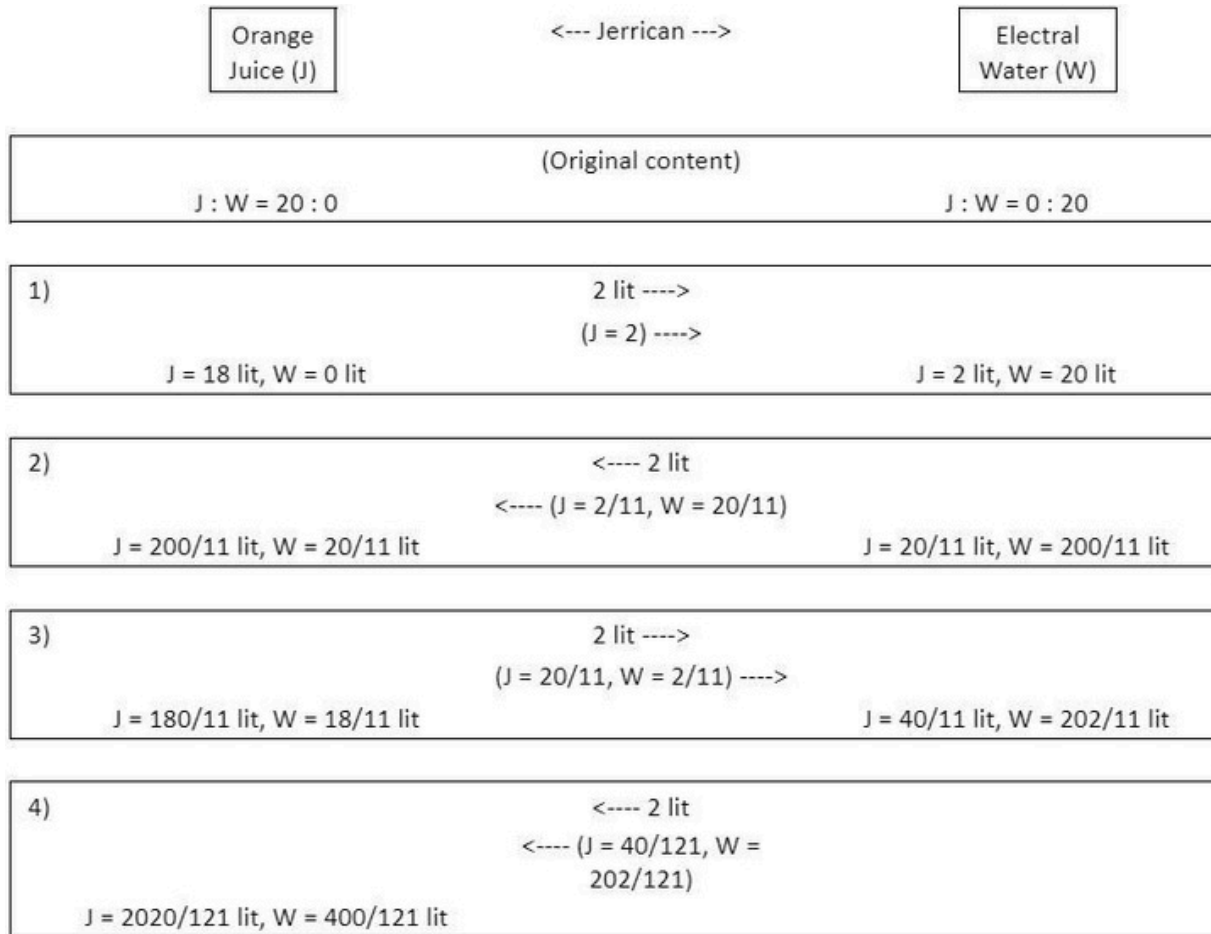 Orange
Juice (J)
<--- Jerrican --->
Electral
Water (W)
(Original content)
J : W = 20 : 0
J : W = 0 : 20
1)
2 lit ---->
(J = 2) ---->
J = 18 lit, W = 0 lit
J = 2 lit, W = 20 lit
2)
<---- 2 lit
<---- (J = 2/11, W = 20/11)
J = 200/11 lit, W = 20/11 lit
J = 20/11 lit, W = 200/11 lit
3)
2 lit ---->
(J = 20/11, W = 2/11) ---->
J = 180/11 lit, W = 18/11 lit
J = 40/11 lit, W = 202/11 lit
4)
<---- 2 lit
<---- (J = 40/121, W =
202/121)
J = 2020/121 lit, W = 400/121 lit